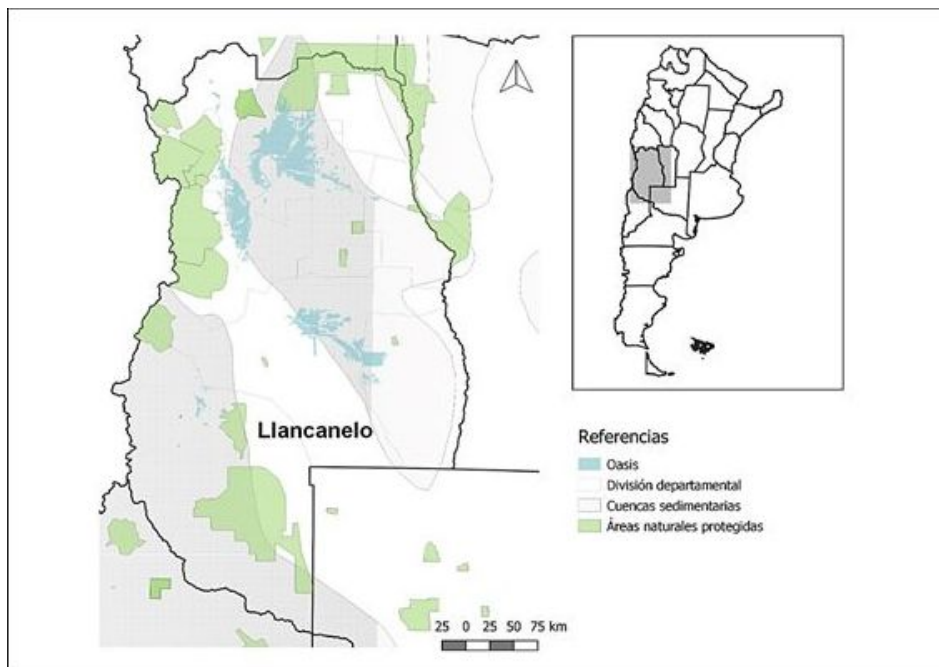 Llancanelo
Referencias
Oasis
División departamental
Cuencas sedimentarias
Áreas naturales protegidas
25 0 25 50 75 km